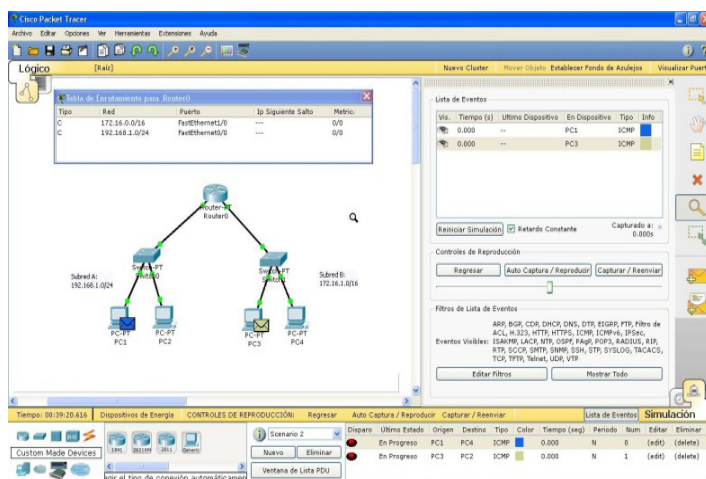 Cisco Packet Tracer
Archivo Editar Opciones Ver Herramientas Extensiones Ayuda
Lógico [Raíz] Nuevo Cluster Mover Objeto Establecer Fondo de Azulejos Visualizar Puert
Tabla de Enrutamiento para Router0
Tipo Red Puerto Ip Siguiente Salto Metric:
C 172.16.0.0/16 FastEthernet1/0 --- 0/0
C 192.168.1.0/24 FastEthernet0/0 --- 0/0
Router-PT
Router0
Switch-PT
Switch0
Switch-PT
Subred A:
192.168.1.0/24
Subred B:
172.16.1.0/16
PC-PT
PC1
PC-PT
PC2
PC-PT
PC3
PC-PT
PC4
Lista de Eventos
Vis. Tiempo (s) Ultimo Dispositivo En Dispositivo Tipo Info
0.000 -- PC1 ICMP
0.000 -- PC3 ICMP
Reiniciar Simulación Retardo Constante Capturado a:
0.000s
Controles de Reproducción
Regresar Auto Captura / Reproducir Capturar / Reenviar
Filtros de Lista de Eventos
Eventos Visibles:
ARP, BGP, CDP, DHCP, DNS, DTP, EIGRP, FTP, Filtro de
ACL, H.323, HTTP, HTTPS, ICMP, ICMPv6, IPSec,
ISAKMP, LACP, NTP, OSPF, PAgP, POP3, RADIUS, RIP,
RTP, SCCP, SMTP, SNMP, SSH, STP, SYSLOG, TACACS,
TCP, TFTP, Telnet, UDP, VTP
Editar Filtros Mostrar Todo
Tiempo: 00:39:20.616 Dispositivos de Energía CONTROLES DE REPRODUCCIÓN: Regresar Auto Captura / Reproducir Capturar / Reenviar Lista de Eventos Simulación
Custom Made Devices
1841 2621XM 2811 Generic
Scenario 2
Nuevo Eliminar
Ventana de Lista PDU
Disparo Último Estado Origen Destino Tipo Color Tiempo (seg) Periodo Num Editar Eliminar
En Progreso PC1 PC4 ICMP 0.000 N 0 (edit) (delete)
En Progreso PC3 PC2 ICMP 0.000 N 1 (edit) (delete)
el tipo de conexión